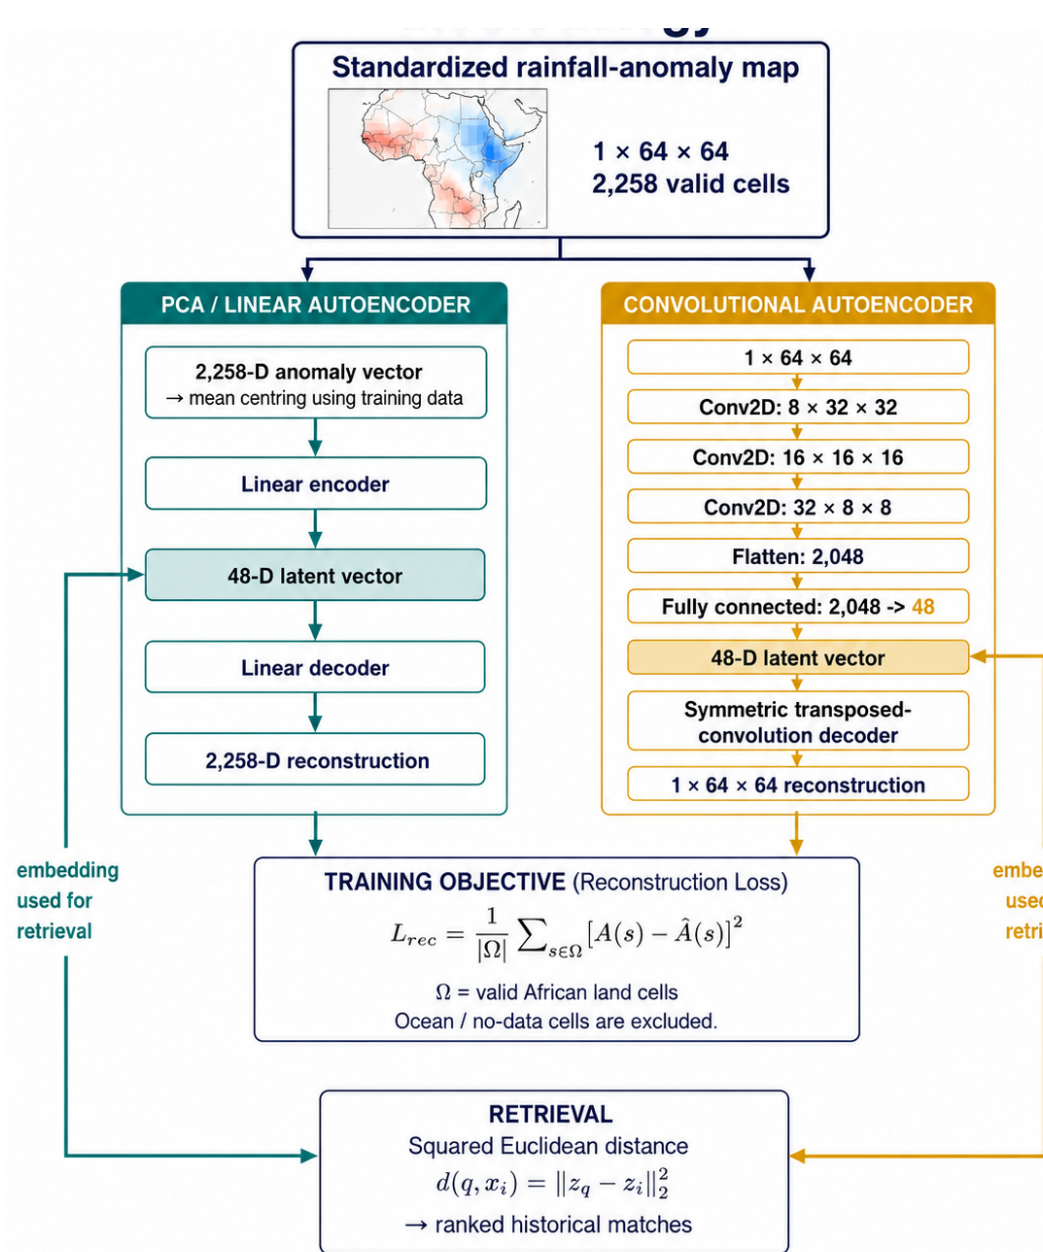 Standardized rainfall-anomaly map
1 × 64 × 64
2,258 valid cells
PCA / LINEAR AUTOENCODER
2,258-D anomaly vector
→ mean centring using training data
Linear encoder
48-D latent vector
Linear decoder
2,258-D reconstruction
CONVOLUTIONAL AUTOENCODER
1 × 64 × 64
Conv2D: 8 × 32 × 32
Conv2D: 16 × 16 × 16
Conv2D: 32 × 8 × 8
Flatten: 2,048
Fully connected: 2,048 -> 48
48-D latent vector
Symmetric transposed-
convolution decoder
1 × 64 × 64 reconstruction
embedding
used for
retrieval
embe
used
retri
TRAINING OBJECTIVE (Reconstruction Loss)
L_rec = 1/|Ω| ∑_{s∈Ω} [A(s) − Â(s)]²
Ω = valid African land cells
Ocean / no-data cells are excluded.
RETRIEVAL
Squared Euclidean distance
d(q, x_i) = ‖z_q − z_i‖₂²
→ ranked historical matches